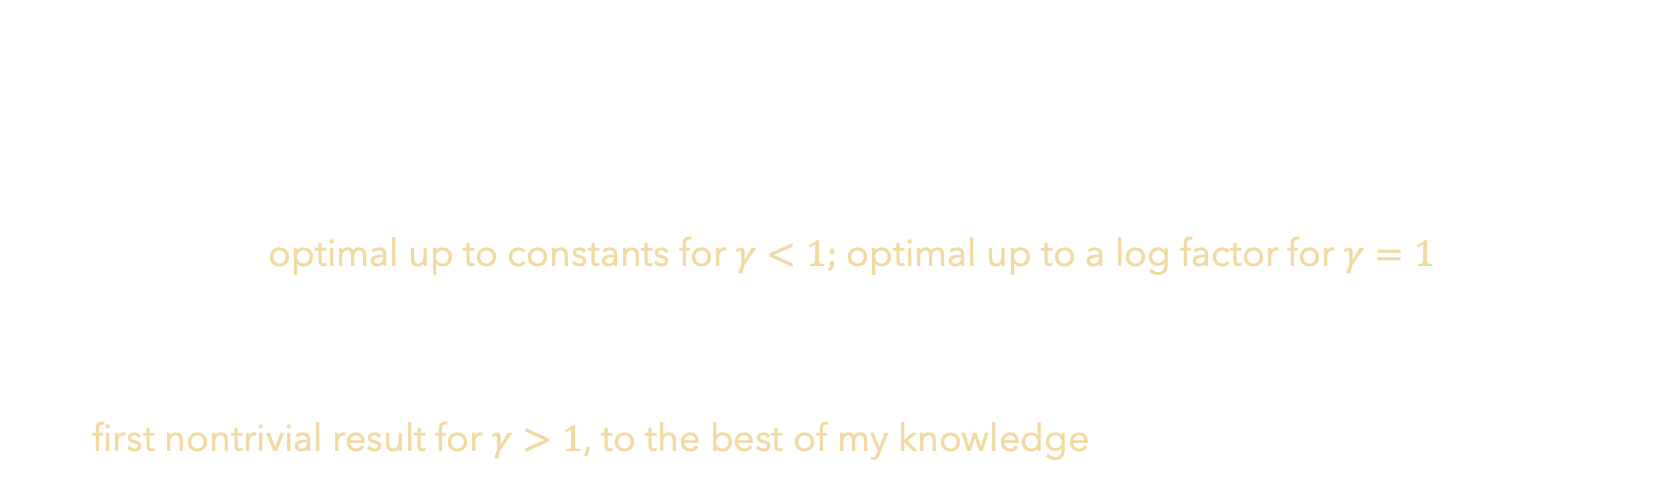 optimal up to constants for γ < 1; optimal up to a log factor for γ = 1
first nontrivial result for γ > 1, to the best of my knowledge